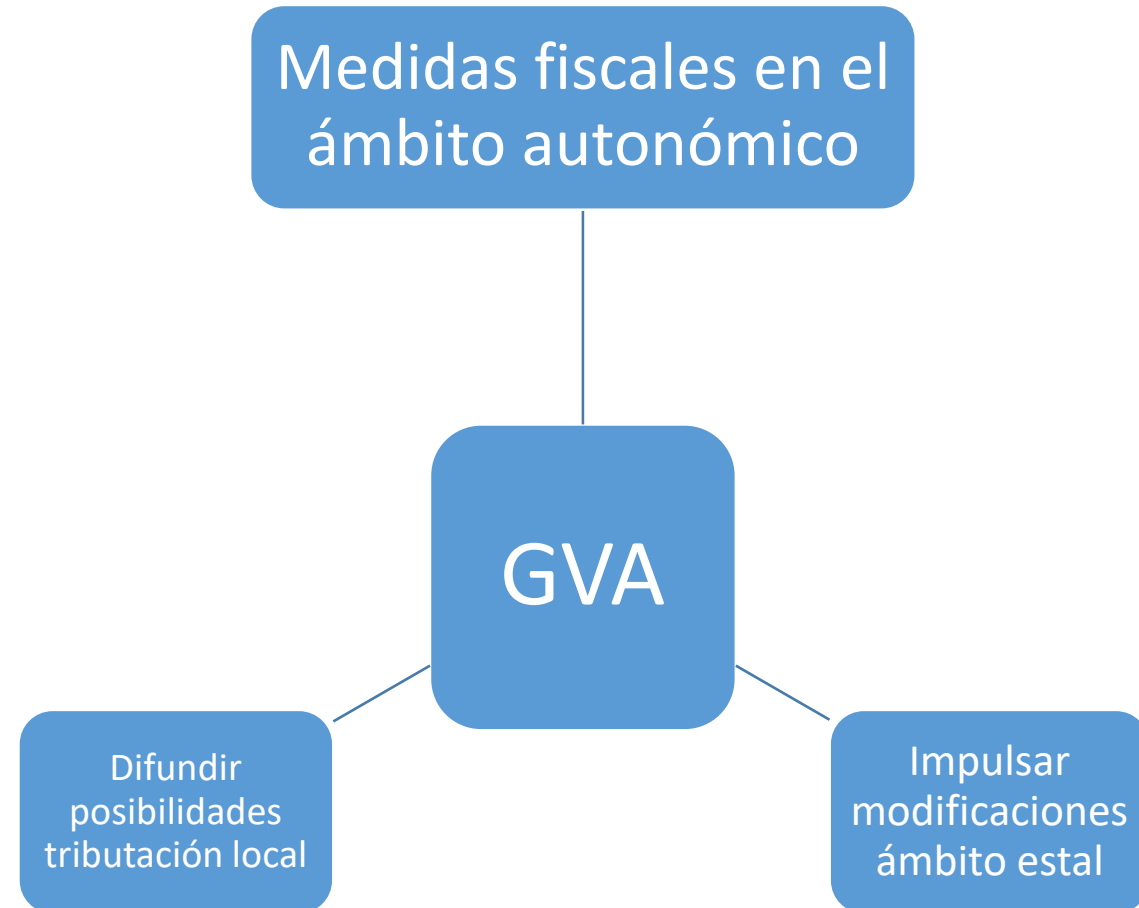 Medidas fiscales en el
ámbito autonómico
GVA
Difundir
posibilidades
tributación local
Impulsar
modificaciones
ámbito estal